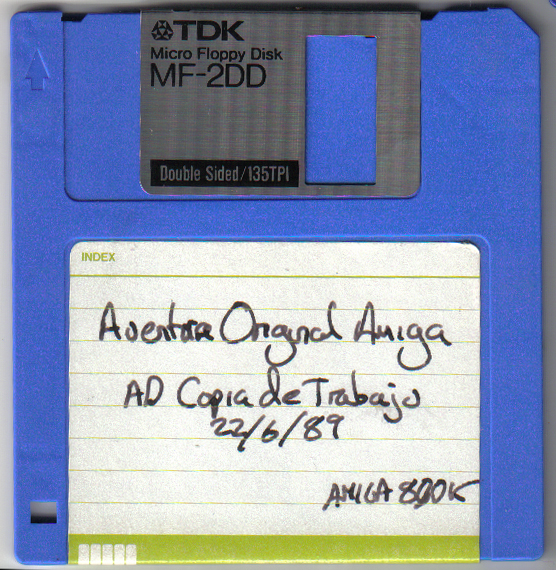 TDK
Micro Floppy Disk
MF-2DD
Double Sided/135TPI
INDEX
Aventura Original Amiga
AD Copia de Trabajo
22/6/89
AMIGA 800K